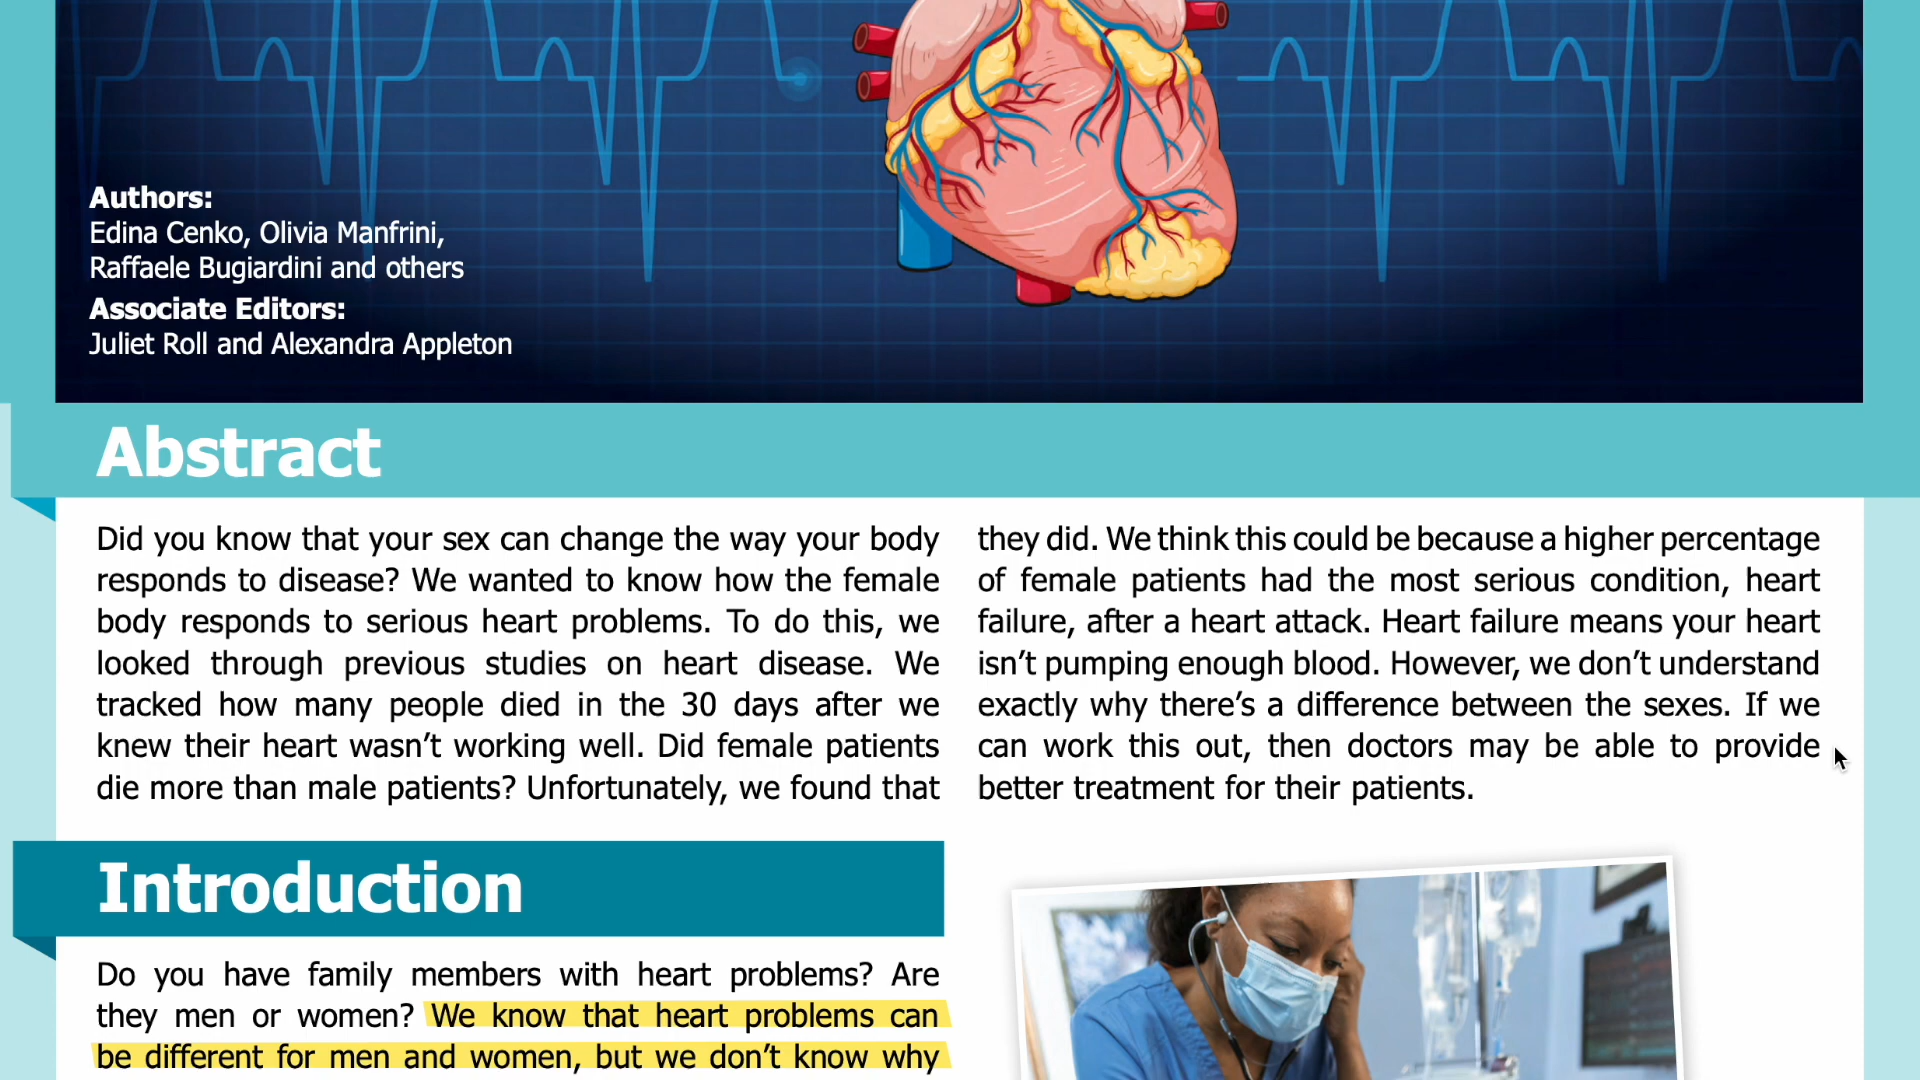 Authors:
Edina Cenko, Olivia Manfrini,
Raffaele Bugiardini and others
Associate Editors:
Juliet Roll and Alexandra Appleton
Abstract
Did you know that your sex can change the way your body
responds to disease? We wanted to know how the female
body responds to serious heart problems. To do this, we
looked through previous studies on heart disease. We
tracked how many people died in the 30 days after we
knew their heart wasn’t working well. Did female patients
die more than male patients? Unfortunately, we found that
they did. We think this could be because a higher percentage
of female patients had the most serious condition, heart
failure, after a heart attack. Heart failure means your heart
isn’t pumping enough blood. However, we don’t understand
exactly why there’s a difference between the sexes. If we
can work this out, then doctors may be able to provide
better treatment for their patients.
Introduction
Do you have family members with heart problems? Are
they men or women? We know that heart problems can
be different for men and women, but we don’t know why